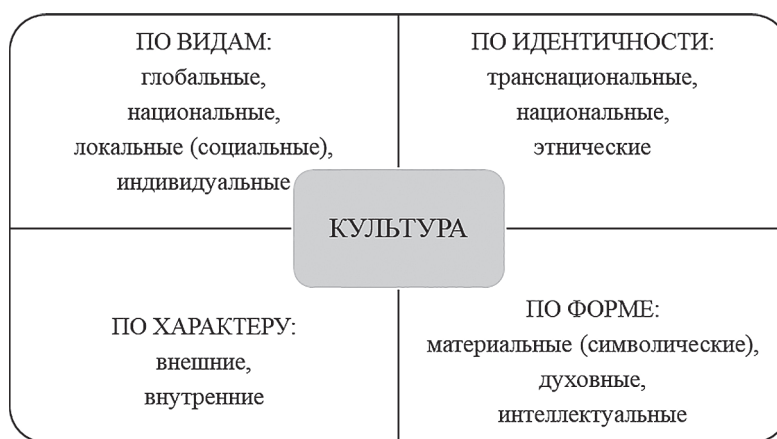 ПО ВИДАМ:
глобальные,
национальные,
локальные (социальные),
индивидуальные
ПО ИДЕНТИЧНОСТИ:
транснациональные,
национальные,
этнические
КУЛЬТУРА
ПО ХАРАКТЕРУ:
внешние,
внутренние
ПО ФОРМЕ:
материальные (символические),
духовные,
интеллектуальные